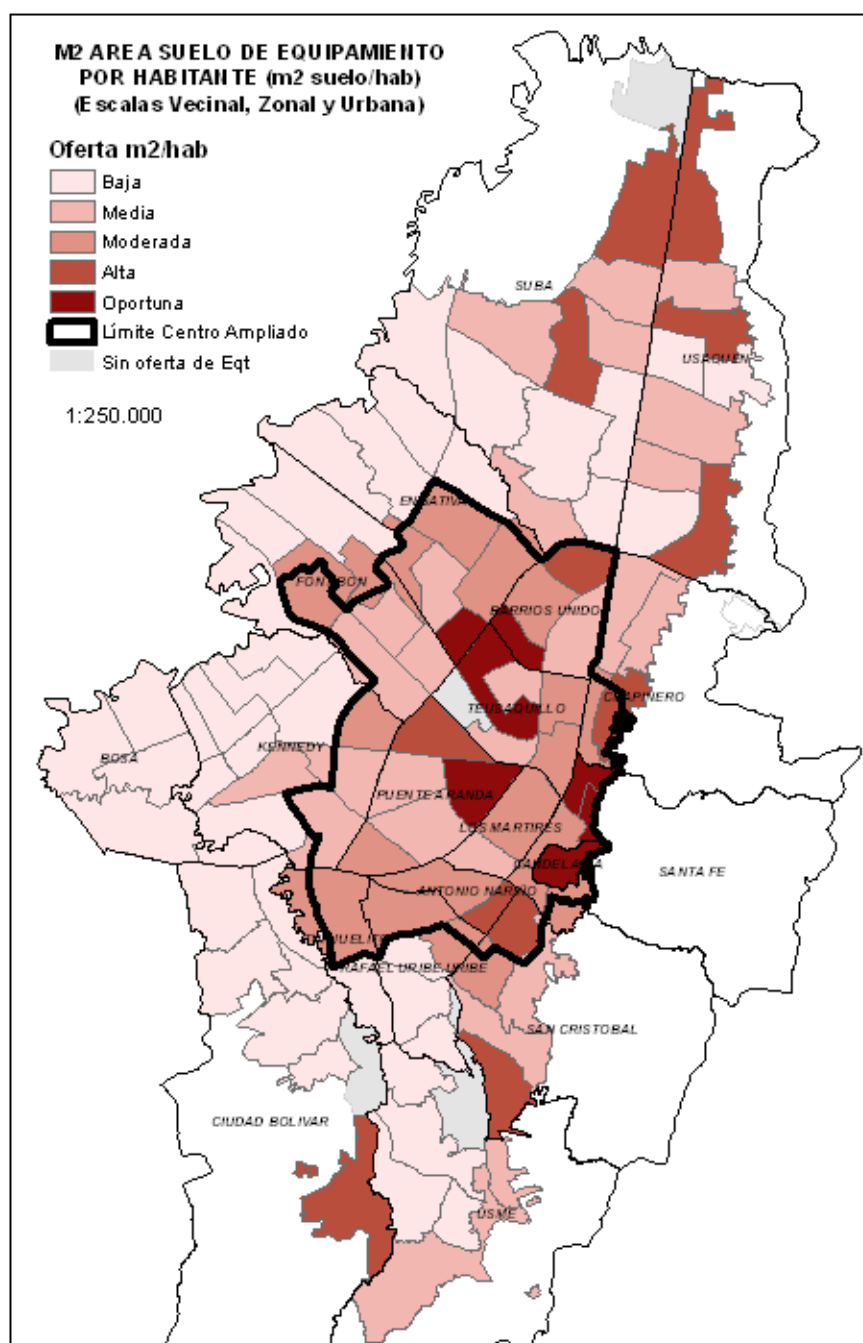 M2 AREA SUELO DE EQUIPAMIENTO
POR HABITANTE (m2 suelo/hab)
(Escalas Vecinal, Zonal y Urbana)
Oferta m2/hab
Baja
Media
Moderada
Alta
Oportuna
Límite Centro Ampliado
Sin oferta de Eqt
1:250.000
SUBA
USAQUEN
ENGATIVA
FONTIBON
BARRIOS UNIDO
CHAPINERO
TEUSAQUILLO
KENNEDY
BOSA
PUENTE ARANDA
LOS MARTIRES
CANDELARIA
SANTA FE
ANTONIO NARIÑO
TUNJUELITO
RAFAEL URIBE URIBE
SAN CRISTOBAL
CIUDAD BOLIVAR
USME